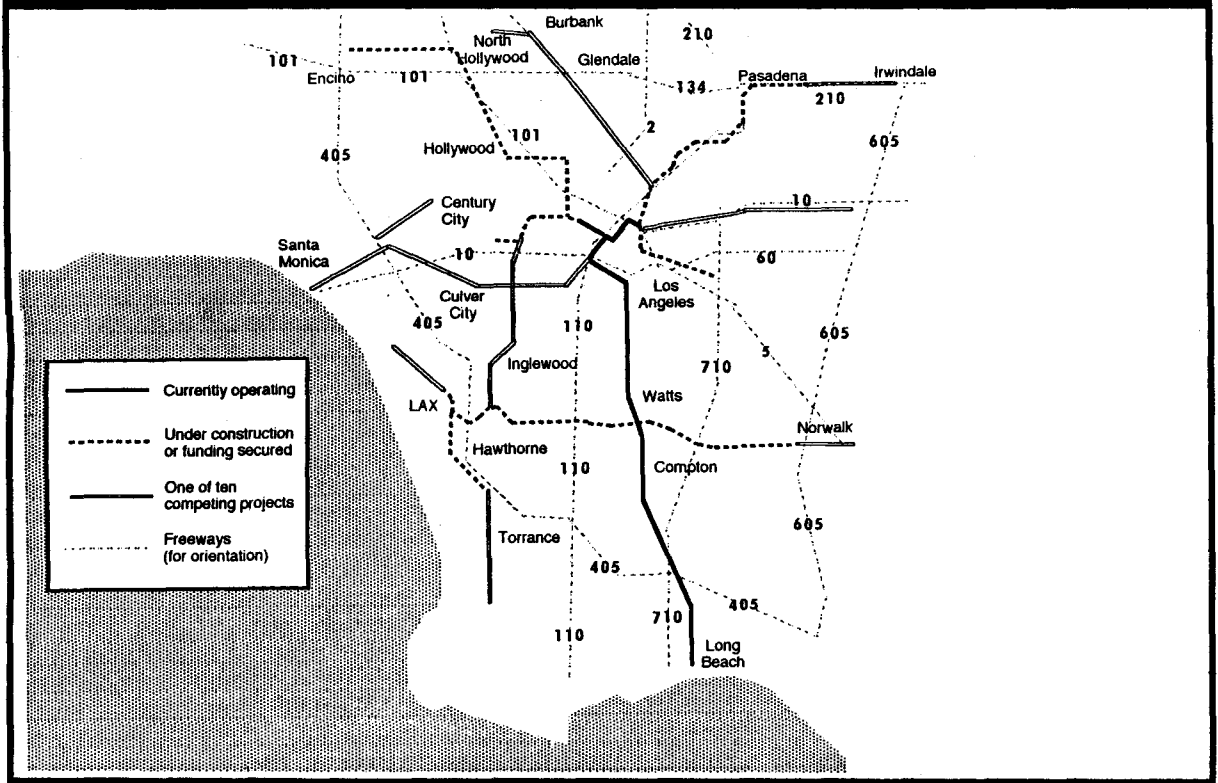 Burbank
North
Hollywood
210
101
Encino
101
Glendale
134
Pasadena
Irwindale
210
101
2
Hollywood
405
605
Century
City
10
Santa
Monica
10
60
Los
Angeles
Culver
City
405
110
605
710
5
Inglewood
LAX
Watts
Norwalk
Hawthorne
110
Compton
605
Torrance
405
405
110
710
Long
Beach
Currently operating
Under construction
or funding secured
One of ten
competing projects
Freeways
(for orientation)